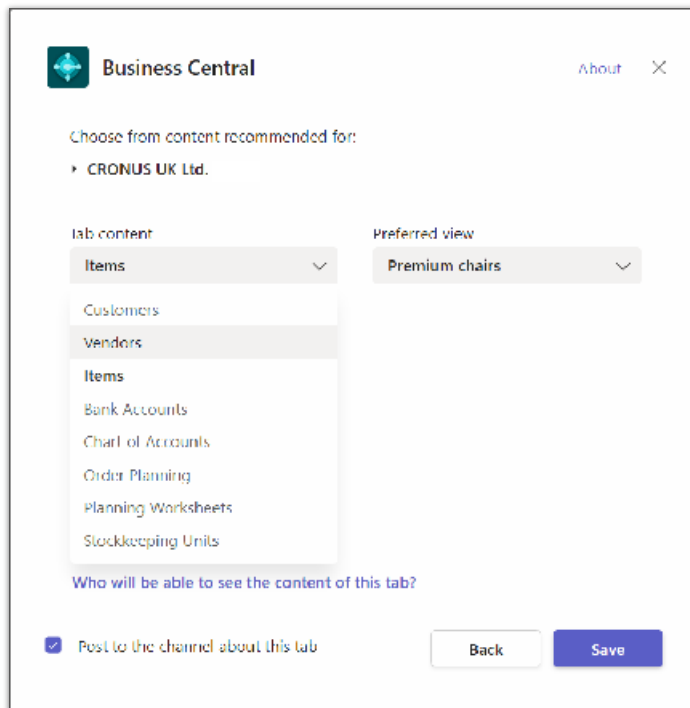 Business Central
About
Choose from content recommended for:
CRONUS UK Ltd.
Tab content
Preferred view
Items
Premium chairs
Customers
Vendors
Items
Bank Accounts
Chart of Accounts
Order Planning
Planning Worksheets
Stockkeeping Units
Who will be able to see the content of this tab?
Post to the channel about this tab
Back
Save